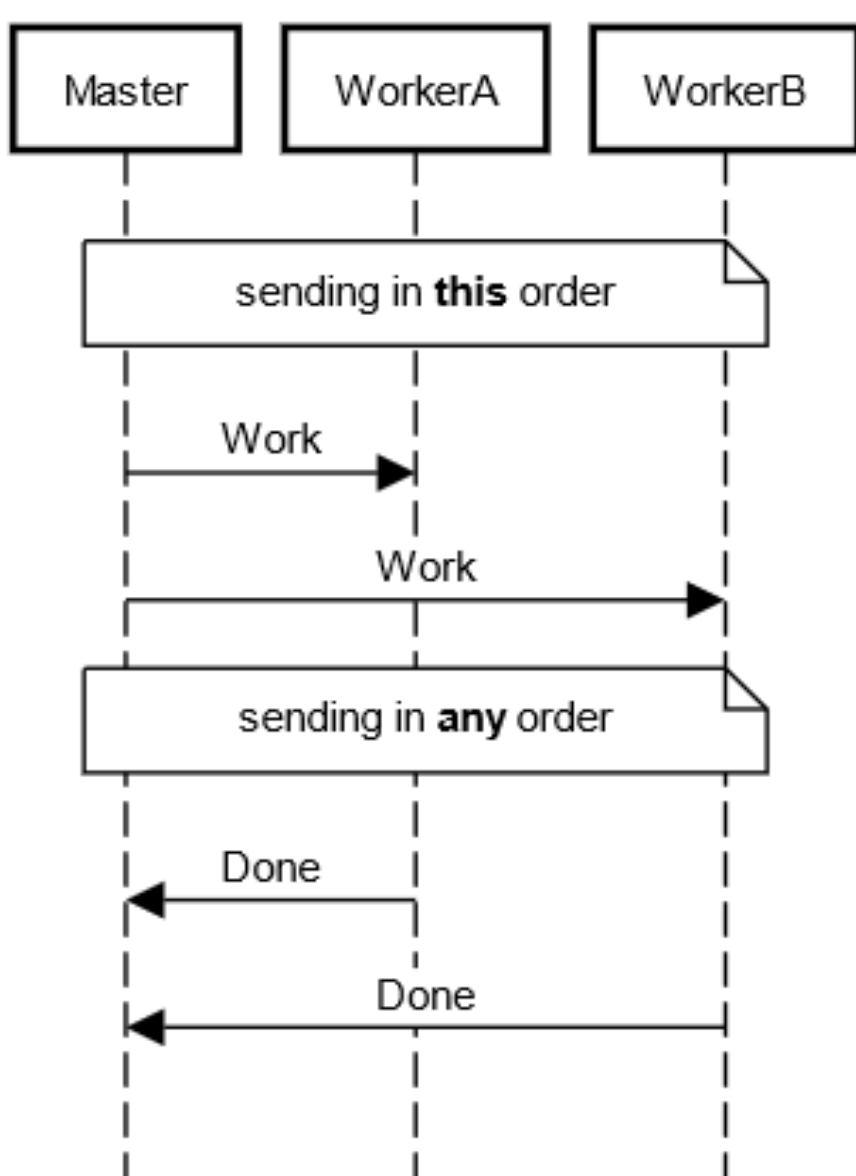 Master
WorkerA
WorkerB
sending in this order
Work
Work
sending in any order
Done
Done